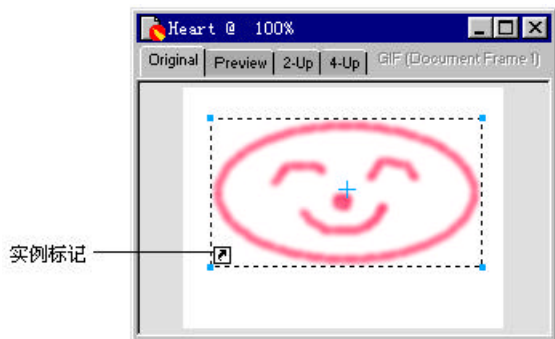 Heart @ 100%
Original Preview 2-Up 4-Up GIF (Document Frame 1)
实例标记